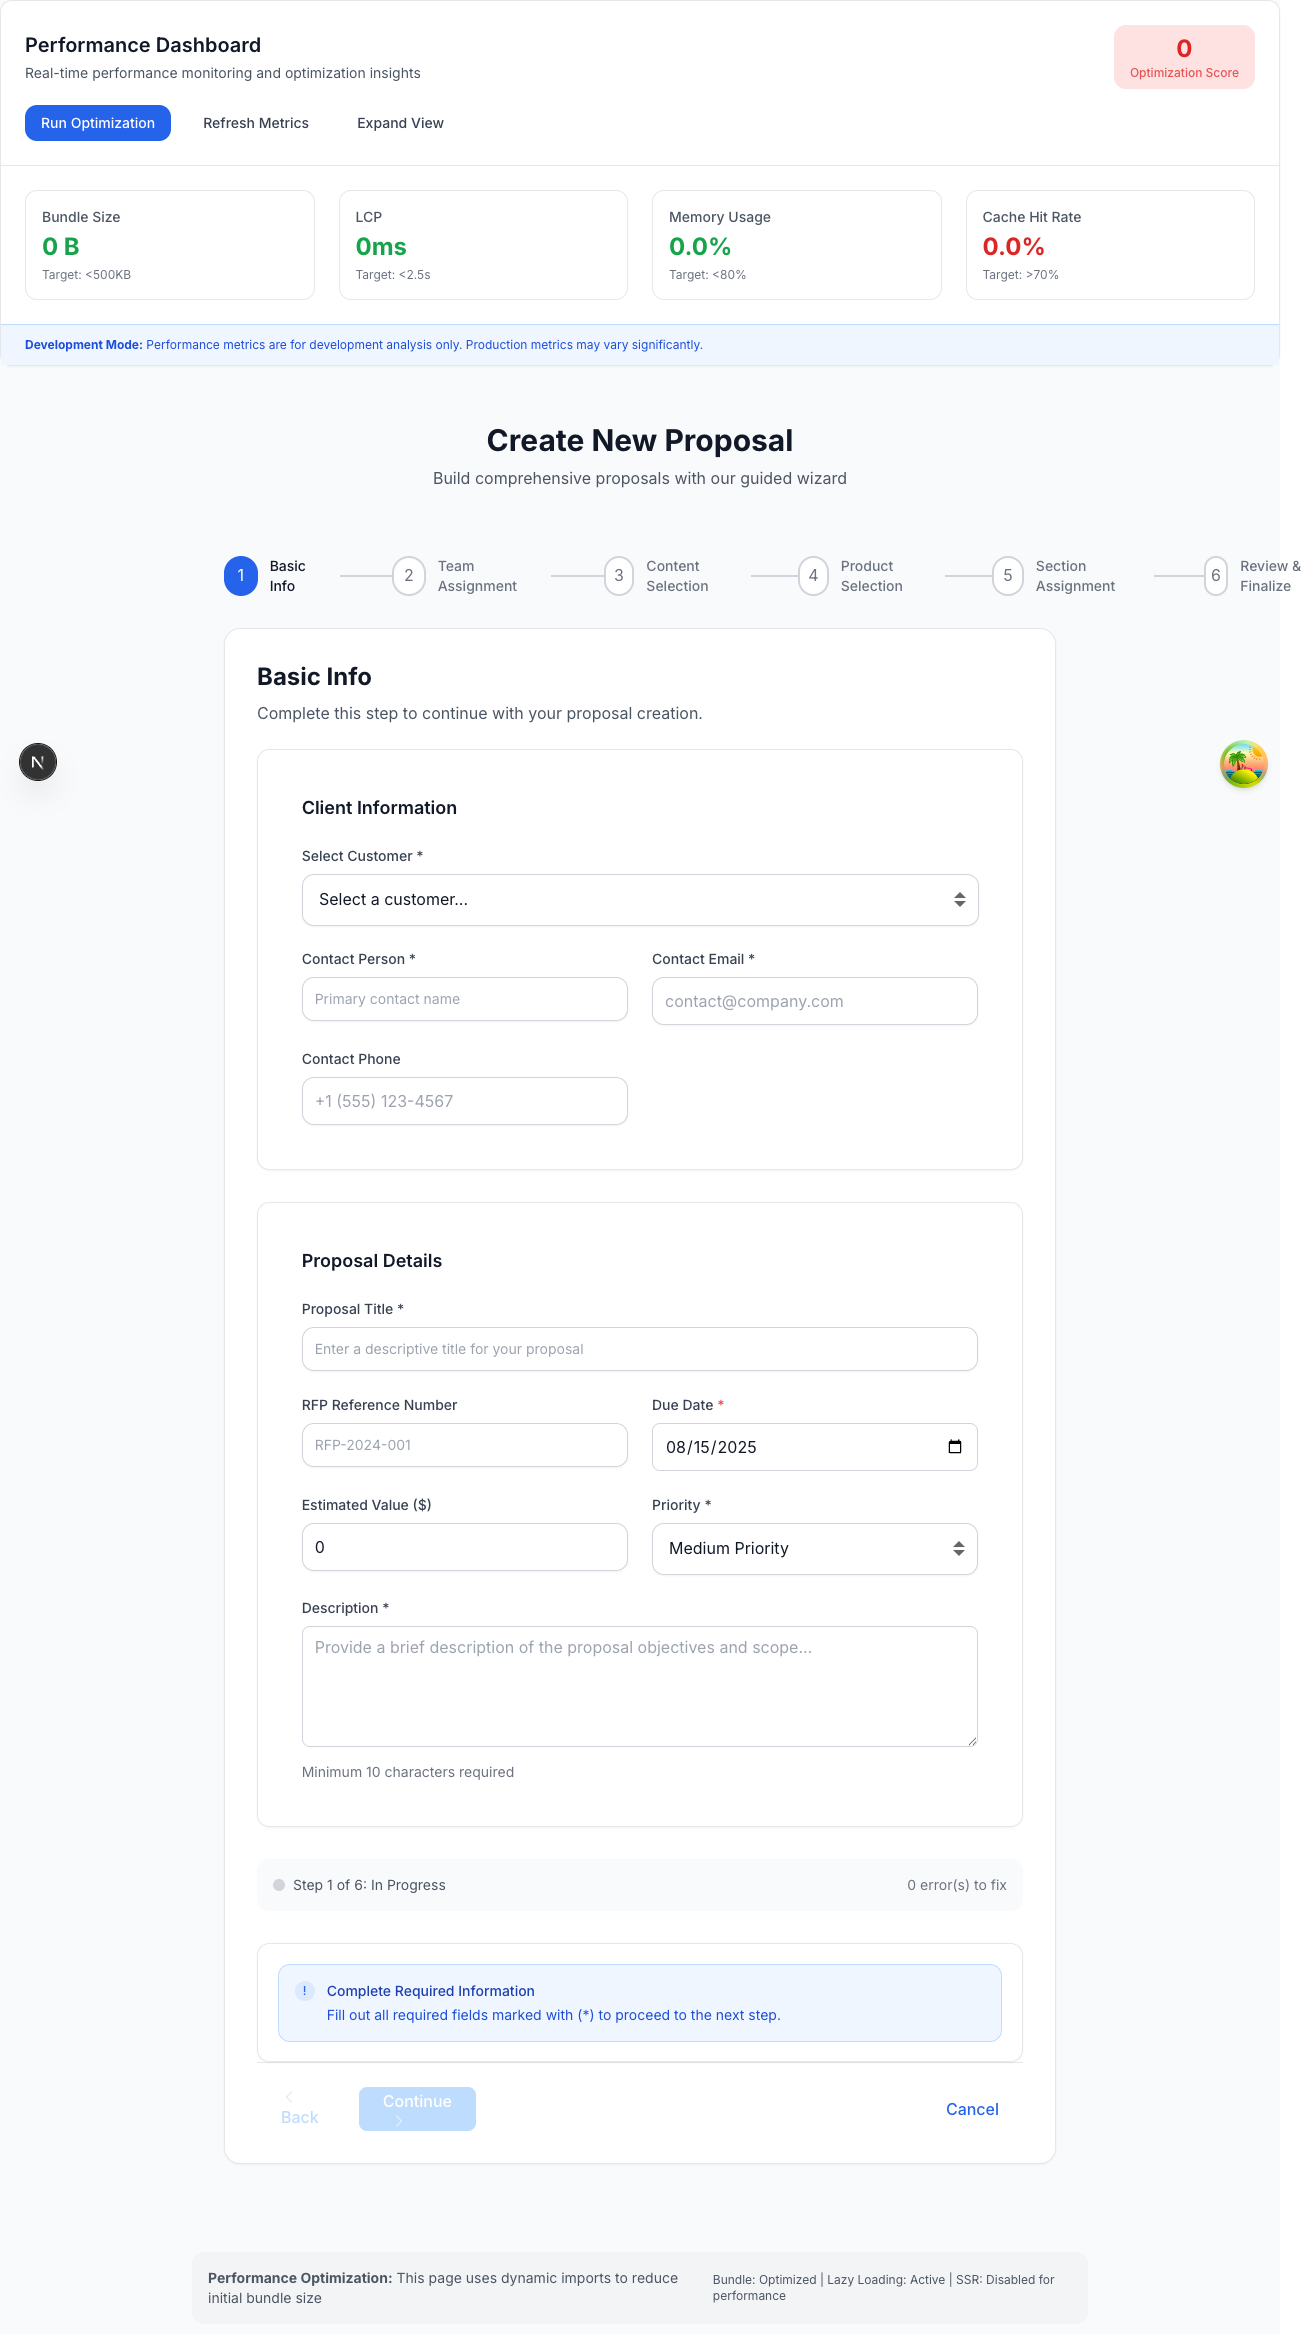 Performance Dashboard
Real-time performance monitoring and optimization insights
0
Optimization Score
Run Optimization
Refresh Metrics
Expand View
Bundle Size
0 B
Target: <500KB
LCP
0ms
Target: <2.5s
Memory Usage
0.0%
Target: <80%
Cache Hit Rate
0.0%
Target: >70%
Development Mode: Performance metrics are for development analysis only. Production metrics may vary significantly.
Create New Proposal
Build comprehensive proposals with our guided wizard
1
Basic
Info
2
Team
Assignment
3
Content
Selection
4
Product
Selection
5
Section
Assignment
6
Review &
Finalize
Basic Info
Complete this step to continue with your proposal creation.
N
Client Information
Select Customer *
Select a customer...
Contact Person *
Primary contact name
Contact Email *
contact@company.com
Contact Phone
+1 (555) 123-4567
Proposal Details
Proposal Title *
Enter a descriptive title for your proposal
RFP Reference Number
RFP-2024-001
Due Date *
08/15/2025
Estimated Value ($)
0
Priority *
Medium Priority
Description *
Provide a brief description of the proposal objectives and scope...
Minimum 10 characters required
Step 1 of 6: In Progress
0 error(s) to fix
!
Complete Required Information
Fill out all required fields marked with (*) to proceed to the next step.
Back
Continue
Cancel
Performance Optimization: This page uses dynamic imports to reduce
initial bundle size
Bundle: Optimized | Lazy Loading: Active | SSR: Disabled for
performance